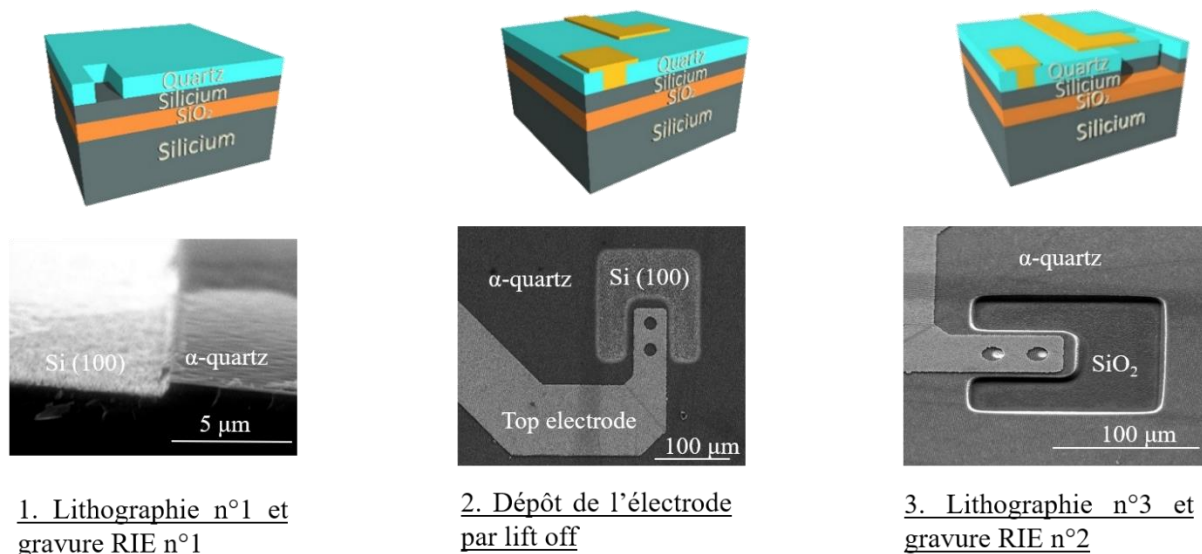 Quartz
Silicium
SiO₂
Silicium
Quartz
Silicium
SiO₂
Silicium
Quartz
Silicium
SiO₂
Silicium
Si (100)
α-quartz
5 μm
α-quartz
Si (100)
Top electrode
100 μm
α-quartz
SiO₂
100 μm
1. Lithographie n°1 et
gravure RIE n°1
2. Dépôt de l’électrode
par lift off
3. Lithographie n°3 et
gravure RIE n°2